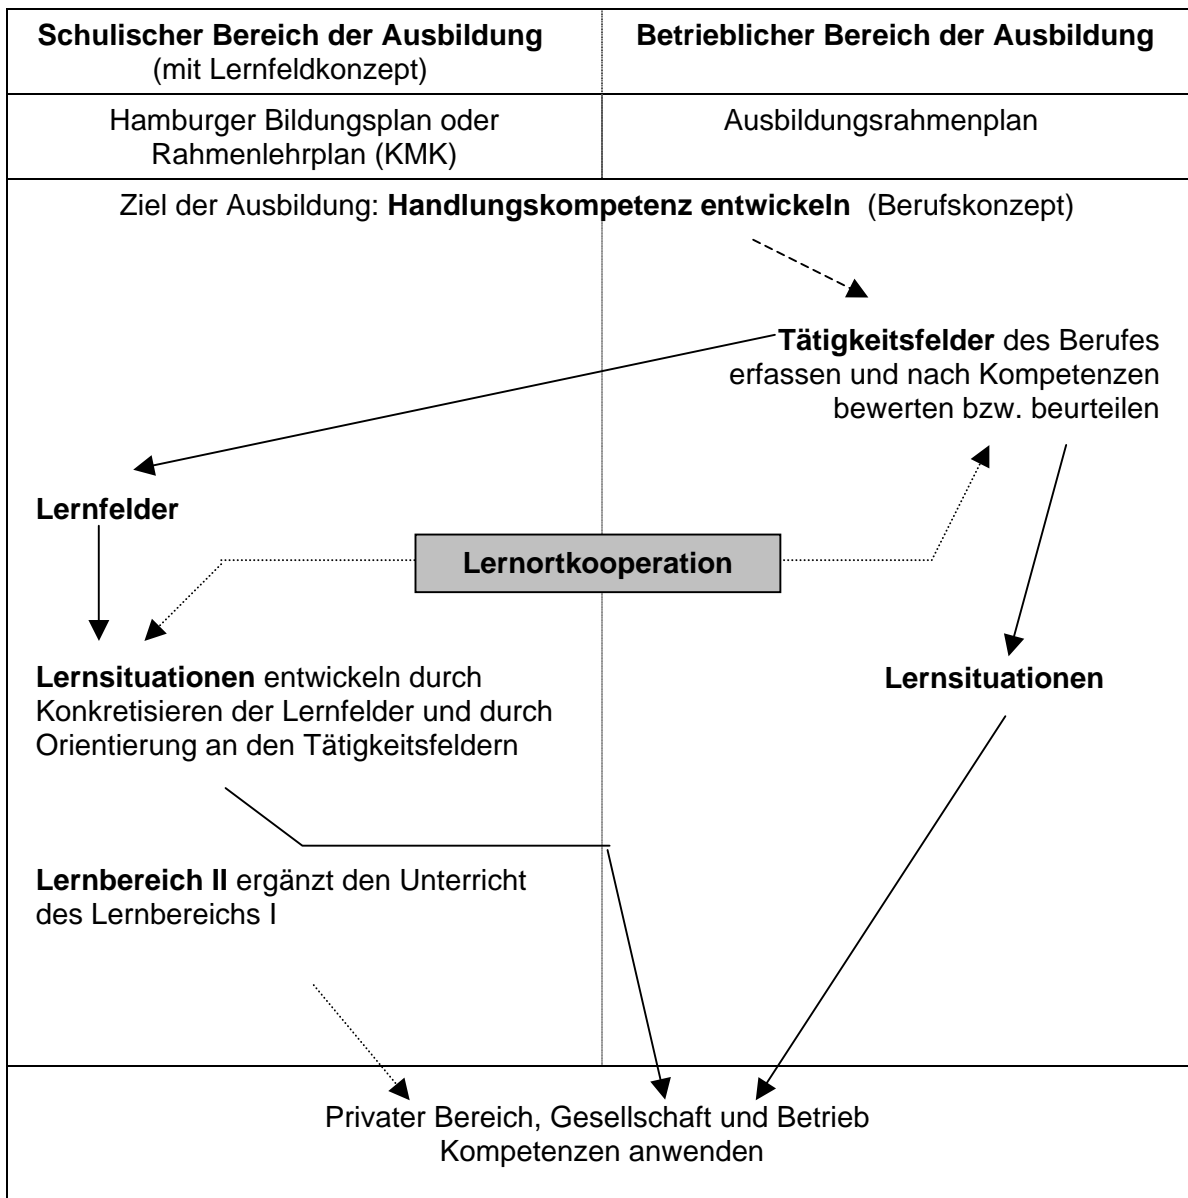 Schulischer Bereich der Ausbildung
(mit Lernfeldkonzept)
Betrieblicher Bereich der Ausbildung
Hamburger Bildungsplan oder
Rahmenlehrplan (KMK)
Ausbildungsrahmenplan
Ziel der Ausbildung: Handlungskompetenz entwickeln (Berufskonzept)
Tätigkeitsfelder des Berufes
erfassen und nach Kompetenzen
bewerten bzw. beurteilen
Lernfelder
Lernortkooperation
Lernsituationen entwickeln durch
Konkretisieren der Lernfelder und durch
Orientierung an den Tätigkeitsfeldern
Lernsituationen
Lernbereich II ergänzt den Unterricht
des Lernbereichs I
Privater Bereich, Gesellschaft und Betrieb
Kompetenzen anwenden